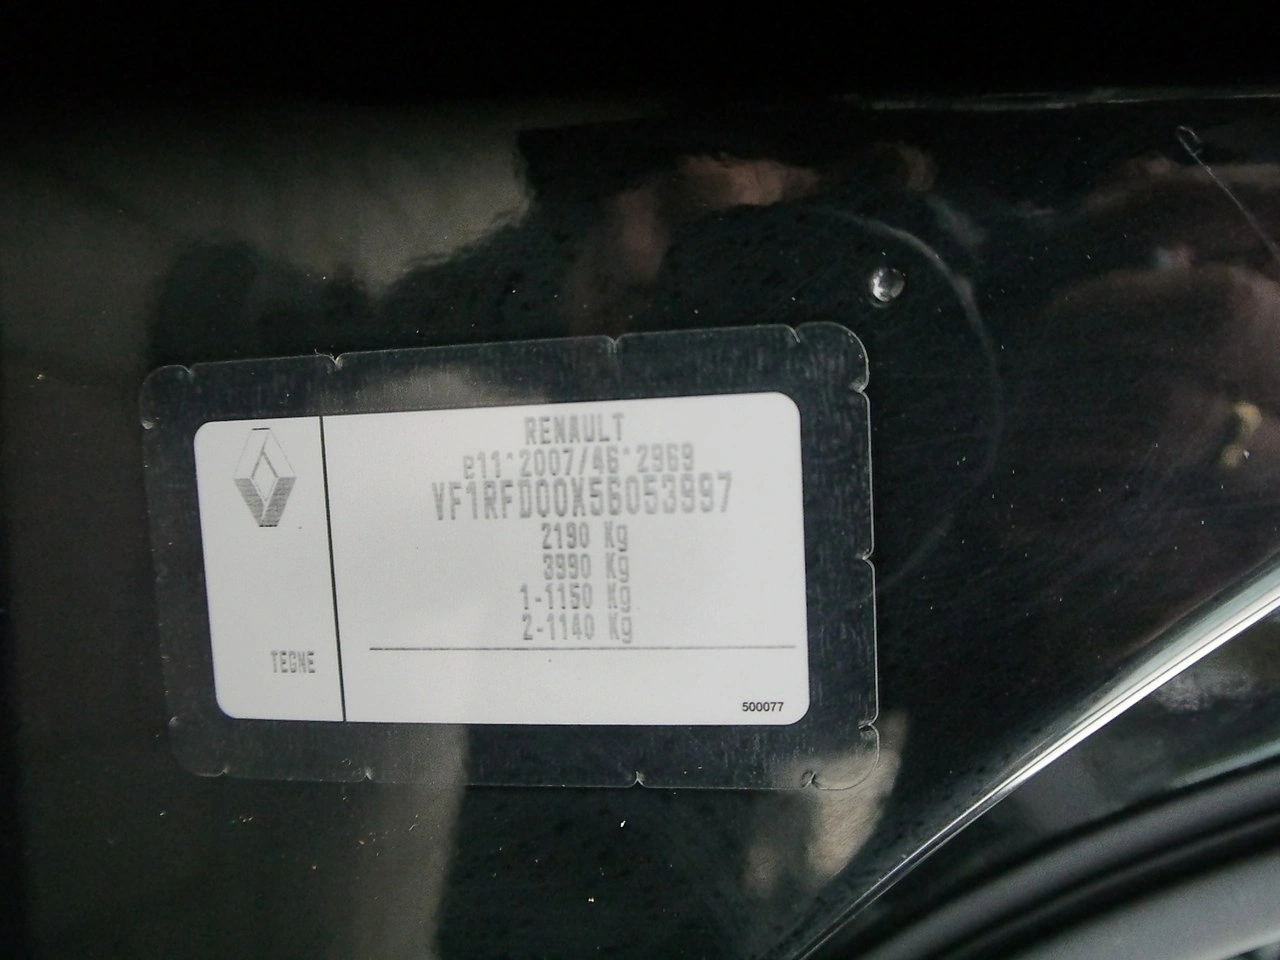 RENAULT
e11*2007/46*2969
VF1RFD00X56053997
2190 Kg
3990 Kg
1-1150 Kg
2-1140 Kg
TEGNE
500077